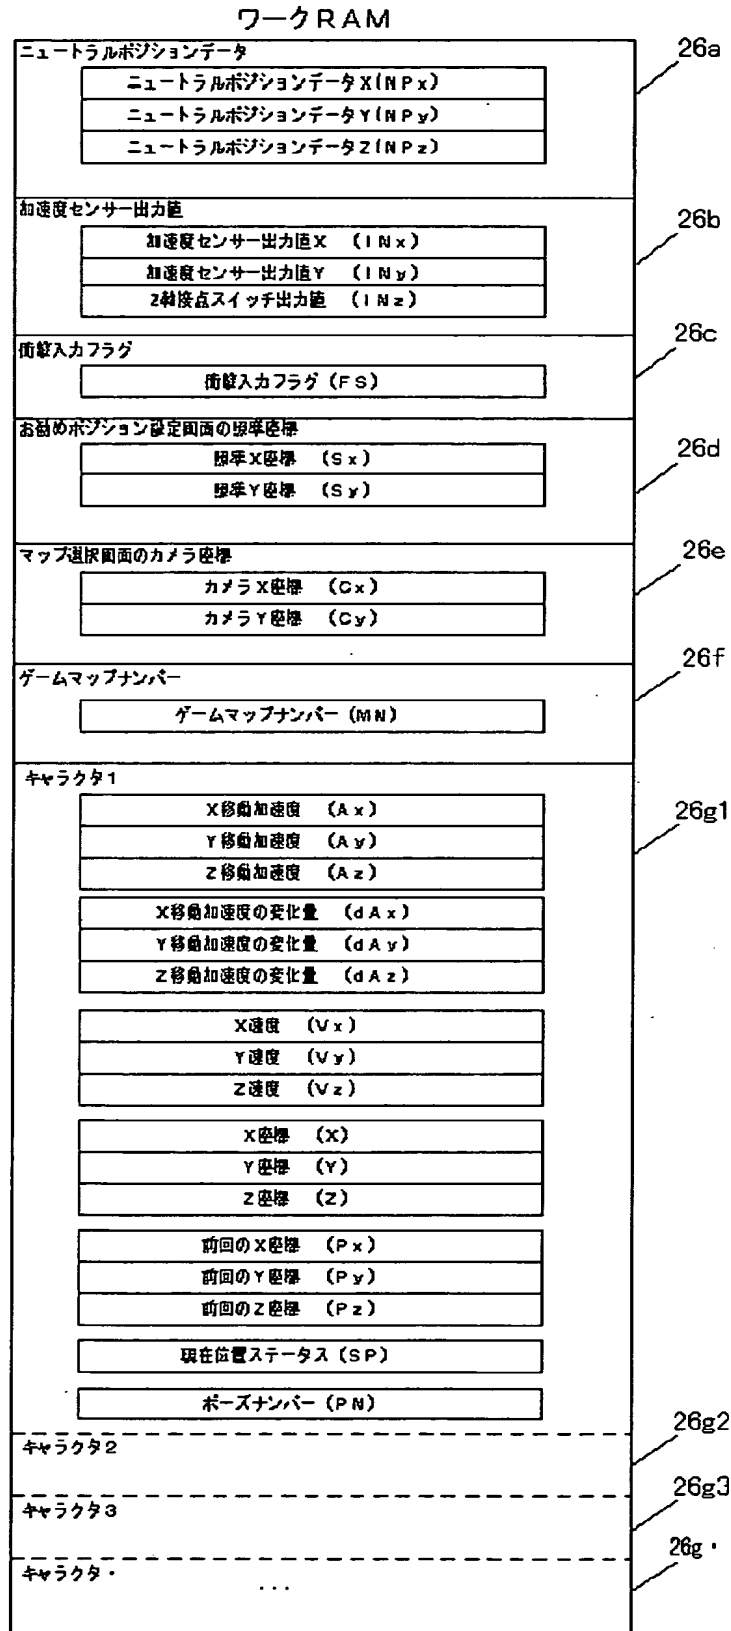 ワークRAM
ニュートラルポジションデータ
26a
ニュートラルポジションデータX(NPx)
ニュートラルポジションデータY(NPy)
ニュートラルポジションデータZ(NPz)
加速度センサー出力値
26b
加速度センサー出力値X (INx)
加速度センサー出力値Y (INy)
Z軸接点スイッチ出力値 (INz)
衝撃入力フラグ
26c
衝撃入力フラグ(FS)
お勧めポジション設定画面の照準座標
26d
照準X座標 (Sx)
照準Y座標 (Sy)
マップ選択画面のカメラ座標
26e
カメラX座標 (Cx)
カメラY座標 (Cy)
ゲームマップナンバー
26f
ゲームマップナンバー(MN)
キャラクタ1
26g1
X移動加速度 (Ax)
Y移動加速度 (Ay)
Z移動加速度 (Az)
X移動加速度の変化量 (dAx)
Y移動加速度の変化量 (dAy)
Z移動加速度の変化量 (dAz)
X速度 (Vx)
Y速度 (Vy)
Z速度 (Vz)
X座標 (X)
Y座標 (Y)
Z座標 (Z)
前回のX座標 (Px)
前回のY座標 (Py)
前回のZ座標 (Pz)
現在位置ステータス(SP)
ポーズナンバー(PN)
26g2
キャラクタ2
26g3
キャラクタ3
26g・
キャラクタ・
...